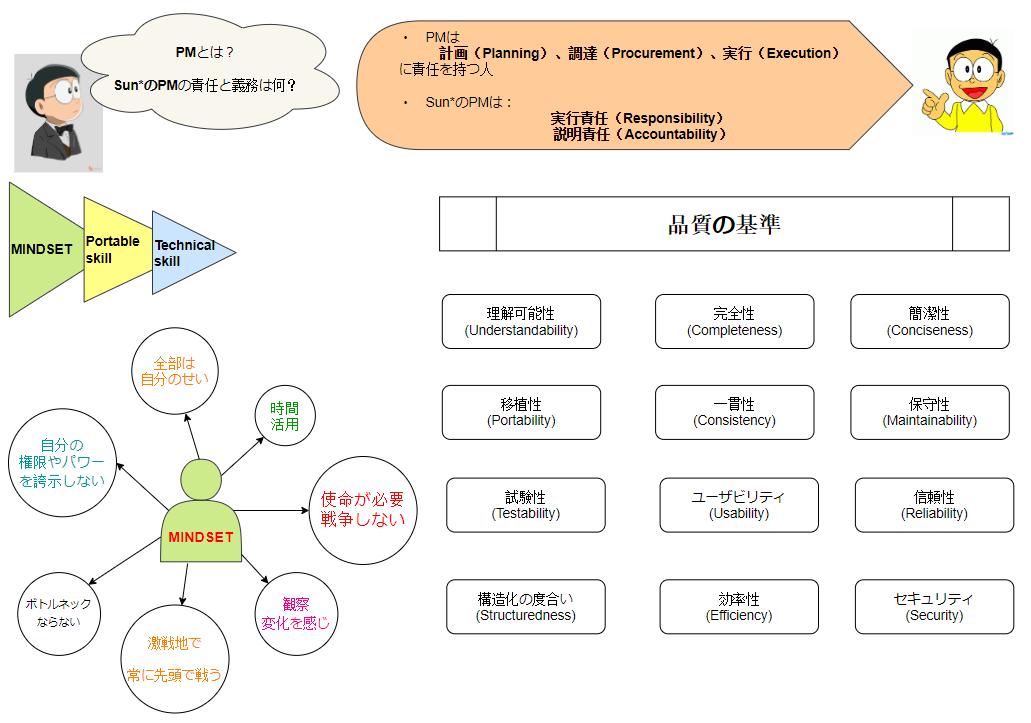 PMとは？
Sun*のPMの責任と義務は何？
・ PMは
計画（Planning）、調達（Procurement）、実行（Execution）
に責任を持つ人
・ Sun*のPMは：
実行責任（Responsibility）
説明責任（Accountability）
MINDSET
Portable
skill
Technical
skill
品質の基準
理解可能性
(Understandability)
完全性
(Completeness)
簡潔性
(Conciseness)
移植性
(Portability)
一貫性
(Consistency)
保守性
(Maintainability)
試験性
(Testability)
ユーザビリティ
(Usability)
信頼性
(Reliability)
構造化の度合い
(Structuredness)
効率性
(Efficiency)
セキュリティ
(Security)
全部は
自分のせい
時間
活用
自分の
権限やパワー
を誇示しない
使命が必要
戦争しない
MINDSET
ボトルネック
ならない
激戦地で
常に先頭で戦う
観察
変化を感じ